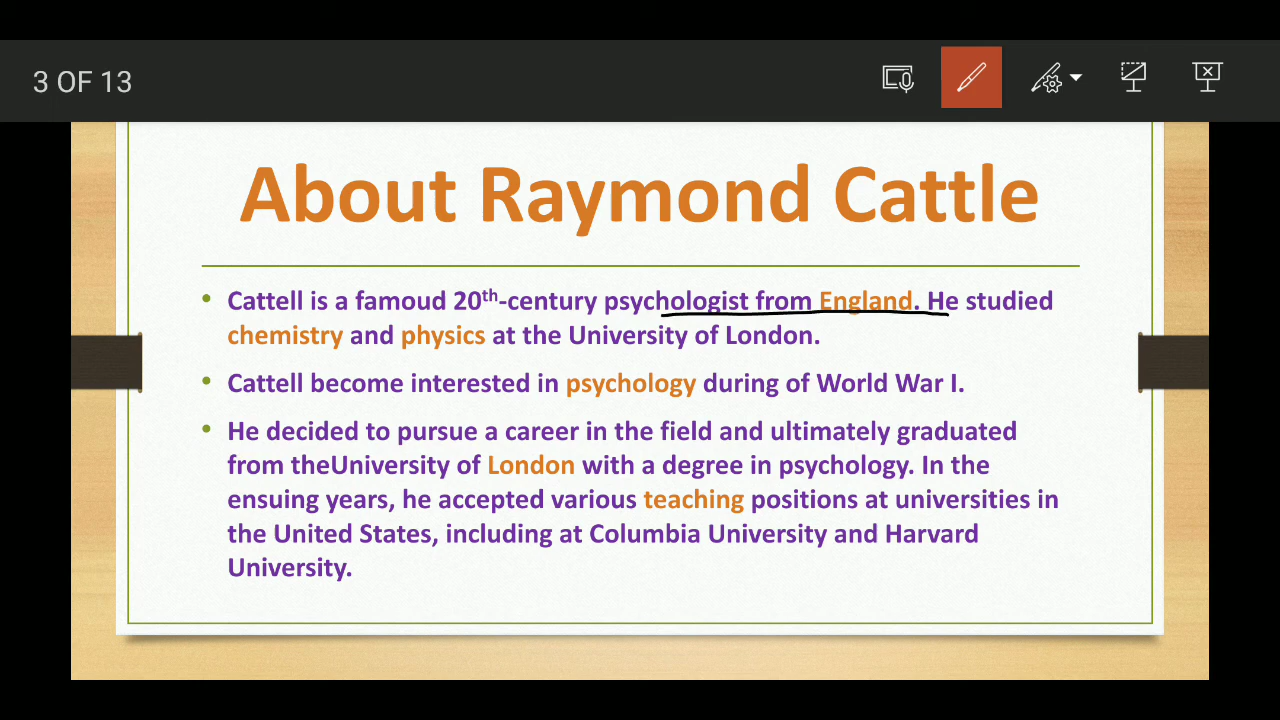 3 OF 13
About Raymond Cattle
• Cattell is a famoud 20th-century psychologist from England. He studied
chemistry and physics at the University of London.
• Cattell become interested in psychology during of World War I.
• He decided to pursue a career in the field and ultimately graduated
from theUniversity of London with a degree in psychology. In the
ensuing years, he accepted various teaching positions at universities in
the United States, including at Columbia University and Harvard
University.